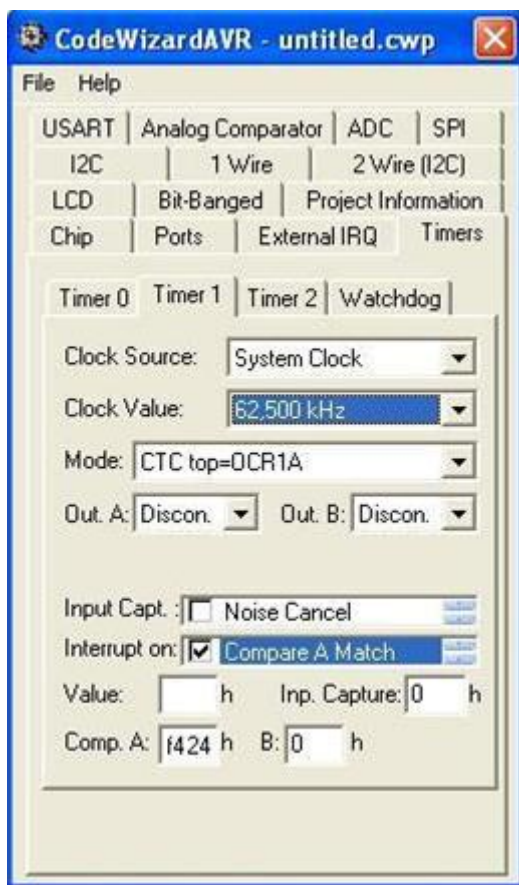 CodeWizardAVR - untitled.cwp
File Help
USART Analog Comparator ADC SPI
I2C 1 Wire 2 Wire (I2C)
LCD Bit-Banged Project Information
Chip Ports External IRQ Timers
Timer 0 Timer 1 Timer 2 Watchdog
Clock Source: System Clock
Clock Value: 62,500 kHz
Mode: CTC top=OCR1A
Out. A: Discon. Out. B: Discon.
Input Capt. : Noise Cancel
Interrupt on: Compare A Match
Value: h Inp. Capture: 0 h
Comp. A: f424 h B: 0 h